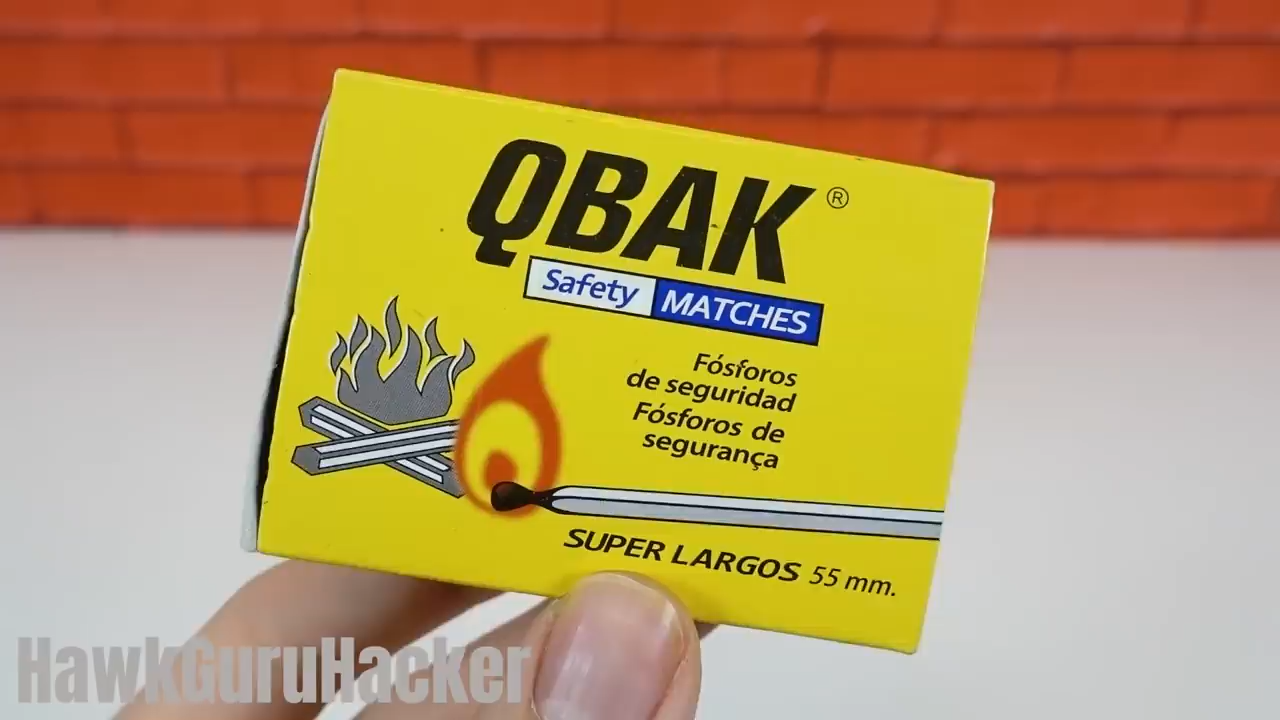 QBAK®
Safety MATCHES
Fósforos
de seguridad
Fósforos de
segurança
SUPER LARGOS 55 mm.
HawkGuruHacker